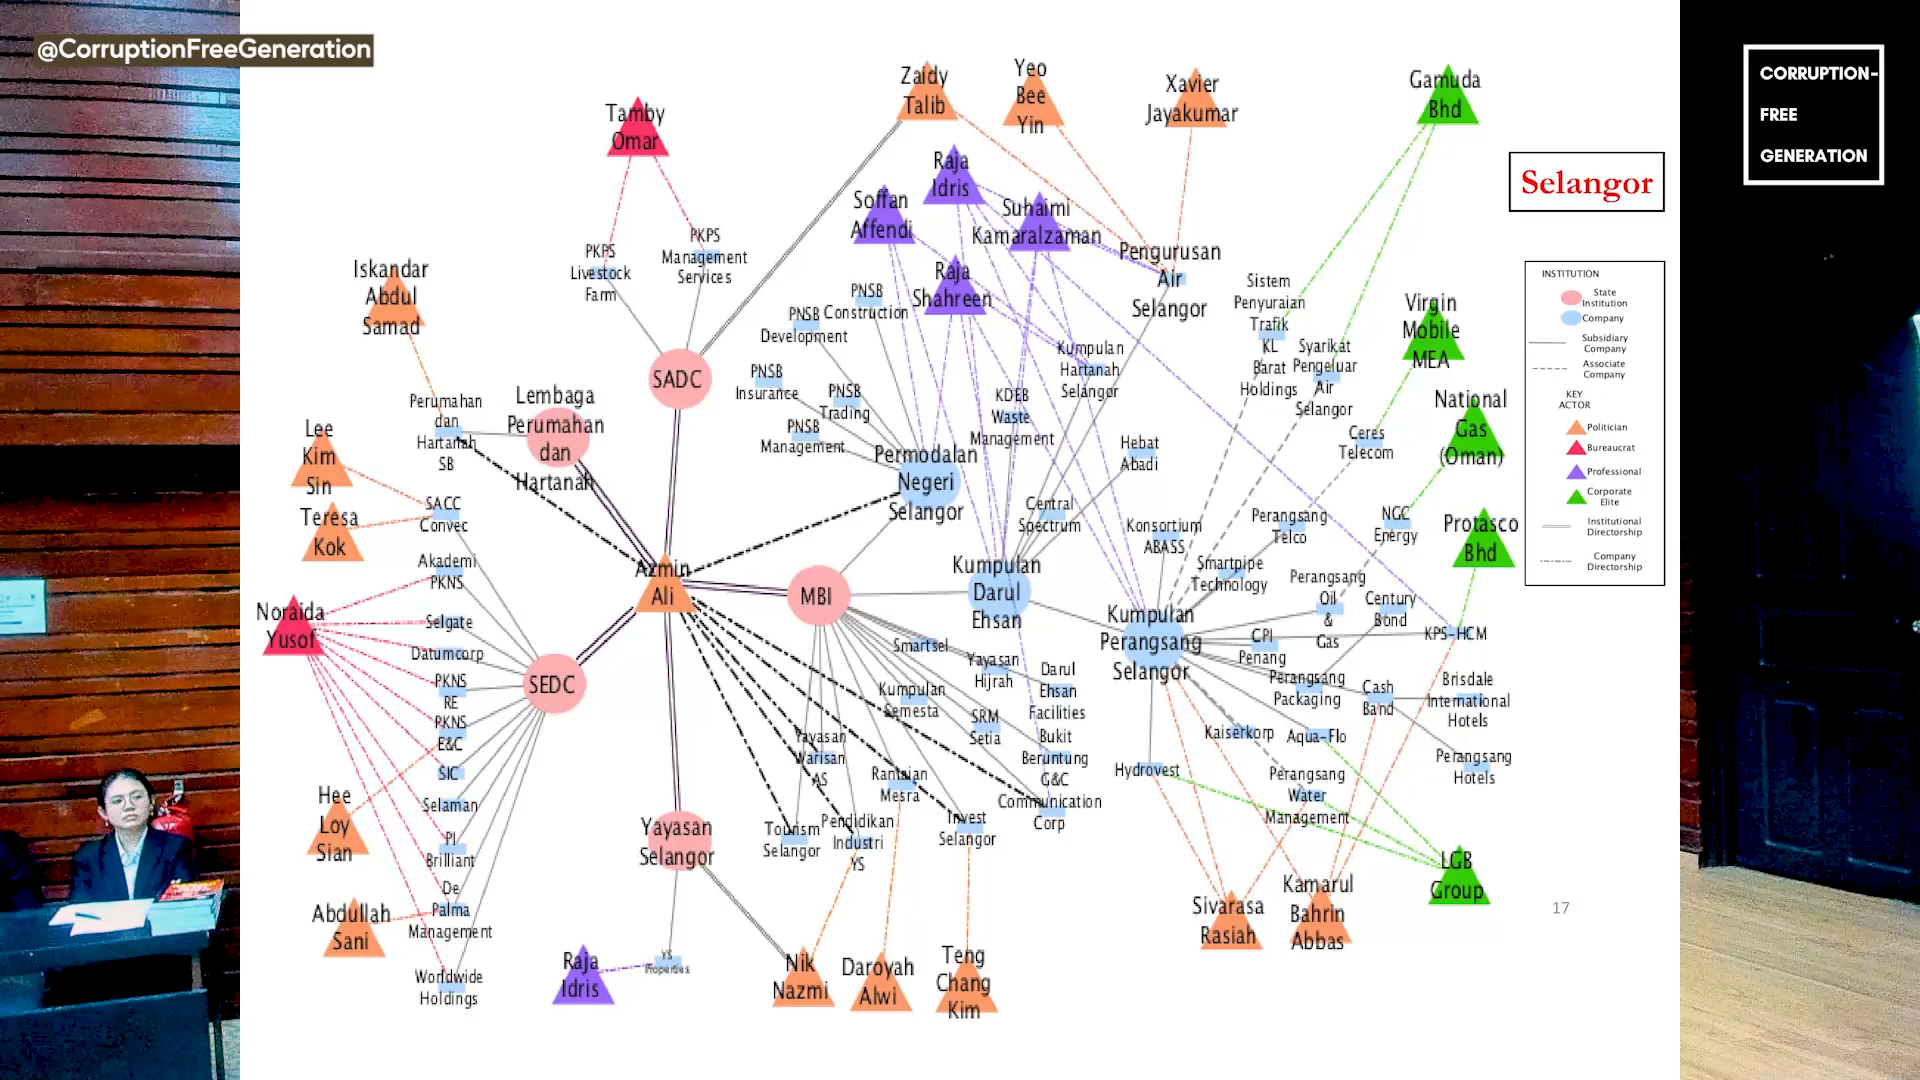 @CorruptionFreeGeneration
CORRUPTION-
FREE
GENERATION
Selangor
INSTITUTION
State
Institution
Company
Subsidiary
Company
Associate
Company
KEY
ACTOR
Politician
Bureaucrat
Professional
Corporate
Elite
Institutional
Directorship
Company
Directorship
Tamby
Omar
Zaidy
Talib
Yeo
Bee
Yin
Xavier
Jayakumar
Gamuda
Bhd
Raja
Idris
Soffan
Affendi
Suhaimi
Kamaralzaman
Raja
Shahreen
Pengurusan
Air
Selangor
PKPS
Livestock
Farm
PKPS
Management
Services
Iskandar
Abdul
Samad
PNSB
Construction
PNSB
Development
PNSB
Insurance
PNSB
Trading
PNSB
Management
Sistem
Penyuraian
Trafik
KL
Barat
Holdings
Syarikat
Pengeluar
Air
Selangor
Virgin
Mobile
MEA
Kumpulan
Hartanah
Selangor
KDEB
Waste
Management
SADC
Lembaga
Perumahan
dan
Hartanah
Perumahan
dan
Hartanah
SB
Lee
Kim
Sin
Teresa
Kok
SACC
Convec
Akademi
PKNS
Permodalan
Negeri
Selangor
Hebat
Abadi
Central
Spectrum
Konsortium
ABASS
Ceres
Telecom
National
Gas
(Oman)
Perangsang
Telco
NGC
Energy
Protasco
Bhd
Smartpipe
Technology
Azmin
Ali
MBI
Kumpulan
Darul
Ehsan
Kumpulan
Perangsang
Selangor
Perangsang
Oil
&
Gas
Century
Bond
KPS-HCM
CPI
Penang
Perangsang
Packaging
Cash
Band
Brisdale
International
Hotels
Perangsang
Hotels
Kaiserkorp
Aqua-Flo
Hydrovest
Perangsang
Water
Management
Noraida
Yusof
Selgate
Datumcorp
PKNS
RE
PKNS
E&C
SIC
Selaman
PI
Brilliant
De
Palma
Management
Worldwide
Holdings
SEDC
Hee
Loy
Sian
Abdullah
Sani
Smartsel
Yayasan
Hijrah
Darul
Ehsan
Facilities
Kumpulan
Semesta
SRM
Setia
Bukit
Beruntung
G&C
Communication
Corp
Yayasan
Warisan
AS
Rantaian
Mesra
Tourism
Selangor
Pendidikan
Industri
YS
Invest
Selangor
Yayasan
Selangor
YS
Properties
Raja
Idris
Nik
Nazmi
Daroyah
Alwi
Teng
Chang
Kim
Sivarasa
Rasiah
Kamarul
Bahrin
Abbas
LGB
Group
17